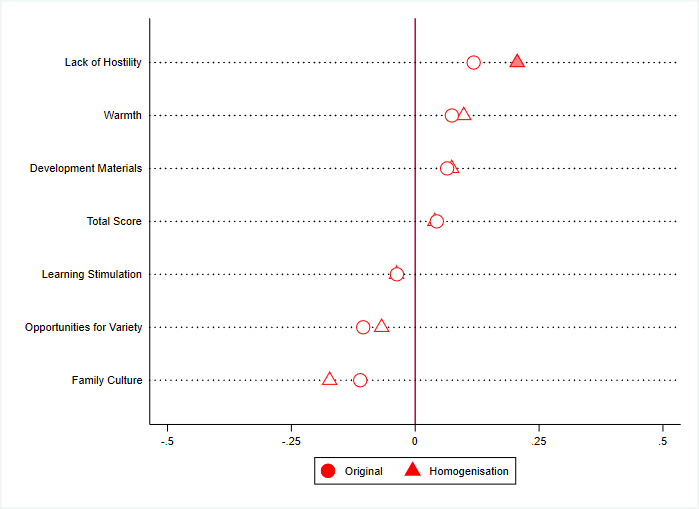 Lack of Hostility
Warmth
Development Materials
Total Score
Learning Stimulation
Opportunities for Variety
Family Culture
-.5 -.25 0 .25 .5
Original Homogenisation